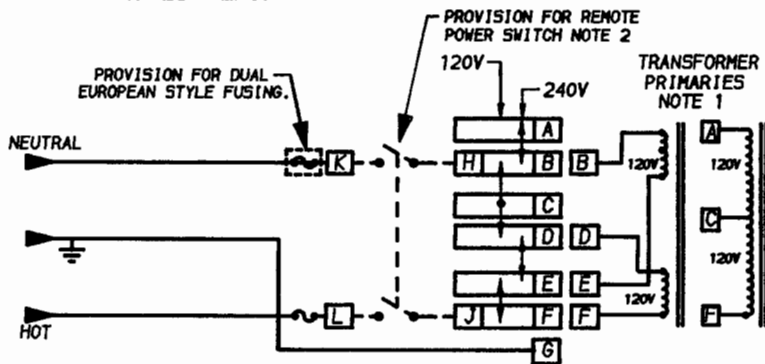 PROVISION FOR REMOTE
POWER SWITCH NOTE 2
PROVISION FOR DUAL
EUROPEAN STYLE FUSING.
120V
240V
TRANSFORMER
PRIMARIES
NOTE 1
NEUTRAL
A
K
H B B
120V
A
120V
C
C
D D
E E
120V
120V
HOT
L
J F F
F
G